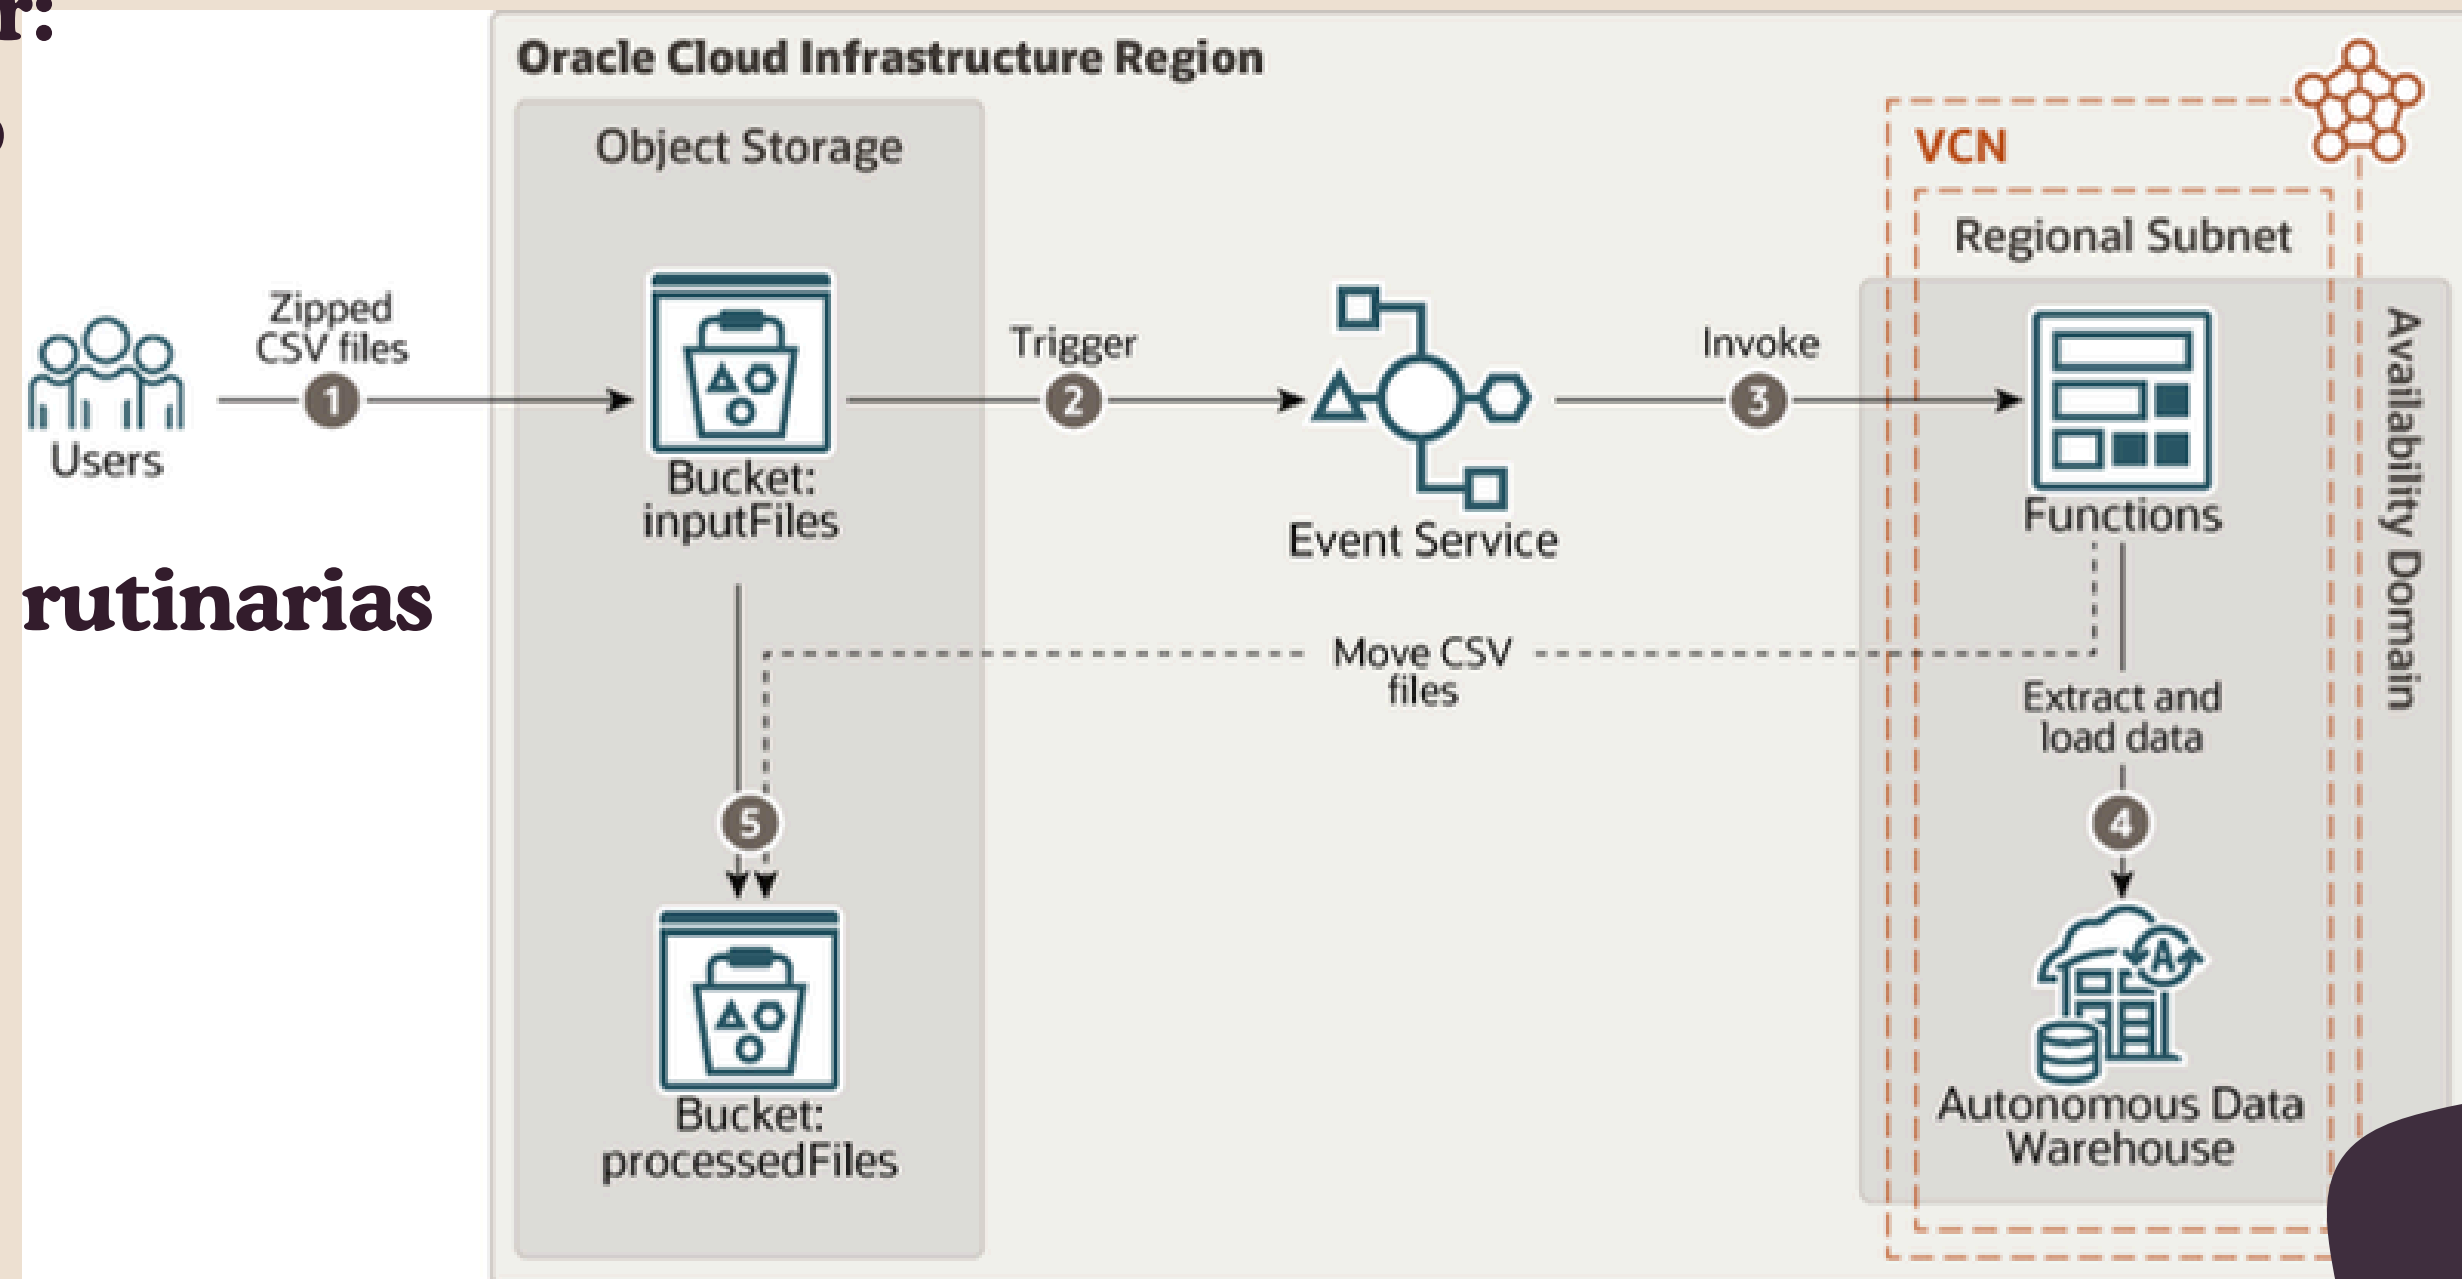 r:
Oracle Cloud Infrastructure Region
Object Storage
VCN
Regional Subnet
Zipped
CSV files
1
Users
Bucket:
inputFiles
Trigger
2
Event Service
Invoke
3
Functions
Availability Domain
rutinarias
Move CSV
files
Extract and
load data
4
5
A
Bucket:
processedFiles
Autonomous Data
Warehouse